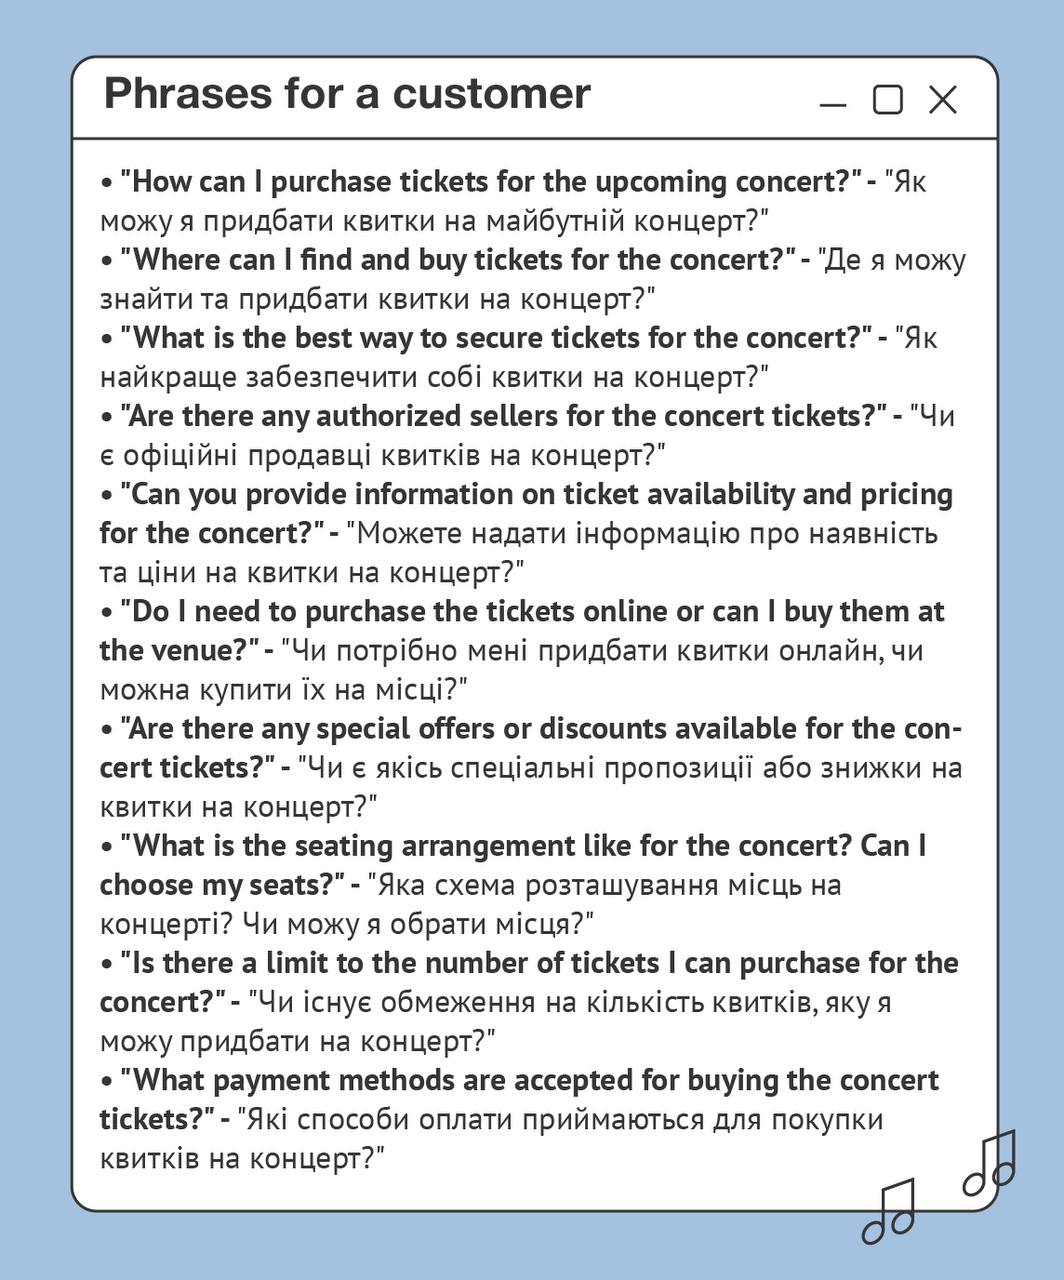 Phrases for a customer
• "How can I purchase tickets for the upcoming concert?" - "Як
можу я придбати квитки на майбутній концерт?"
• "Where can I find and buy tickets for the concert?" - "Де я можу
знайти та придбати квитки на концерт?"
• "What is the best way to secure tickets for the concert?" - "Як
найкраще забезпечити собі квитки на концерт?"
• "Are there any authorized sellers for the concert tickets?" - "Чи
є офіційні продавці квитків на концерт?"
• "Can you provide information on ticket availability and pricing
for the concert?" - "Можете надати інформацію про наявність
та ціни на квитки на концерт?"
• "Do I need to purchase the tickets online or can I buy them at
the venue?" - "Чи потрібно мені придбати квитки онлайн, чи
можна купити їх на місці?"
• "Are there any special offers or discounts available for the con-
cert tickets?" - "Чи є якісь спеціальні пропозиції або знижки на
квитки на концерт?"
• "What is the seating arrangement like for the concert? Can I
choose my seats?" - "Яка схема розташування місць на
концерті? Чи можу я обрати місця?"
• "Is there a limit to the number of tickets I can purchase for the
concert?" - "Чи існує обмеження на кількість квитків, яку я
можу придбати на концерт?"
• "What payment methods are accepted for buying the concert
tickets?" - "Які способи оплати приймаються для покупки
квитків на концерт?"